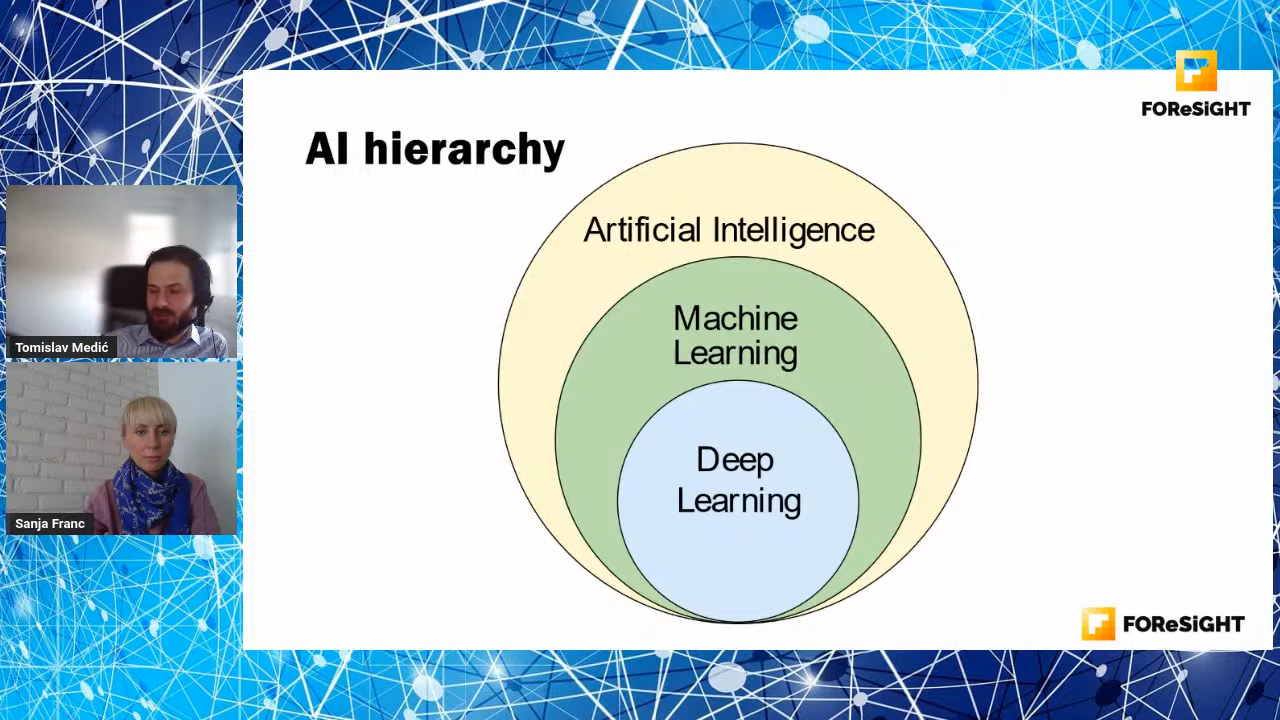 FOReSiGHT
AI hierarchy
Artificial Intelligence
Machine
Learning
Deep
Learning
Tomislav Medić
Sanja Franc
FOReSiGHT